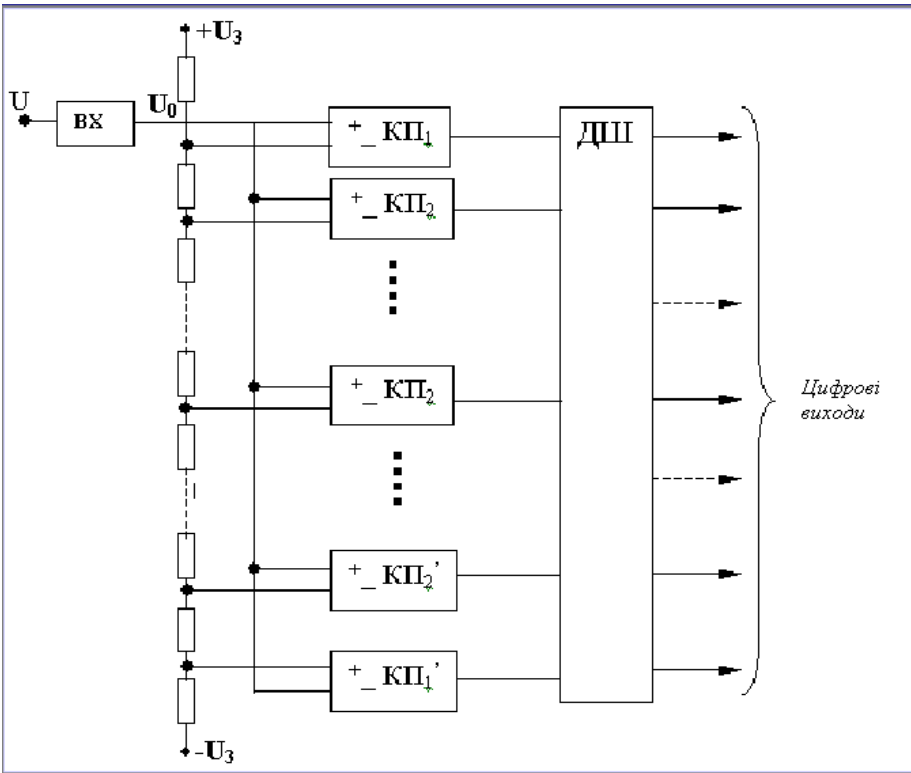 +U₃
U
ВХ
U₀
+_ КП₁
ДШ
+_ КП₂
+_ КП₂
Цифрові
виходи
+_ КП₂’
+_ КП₁’
-U₃